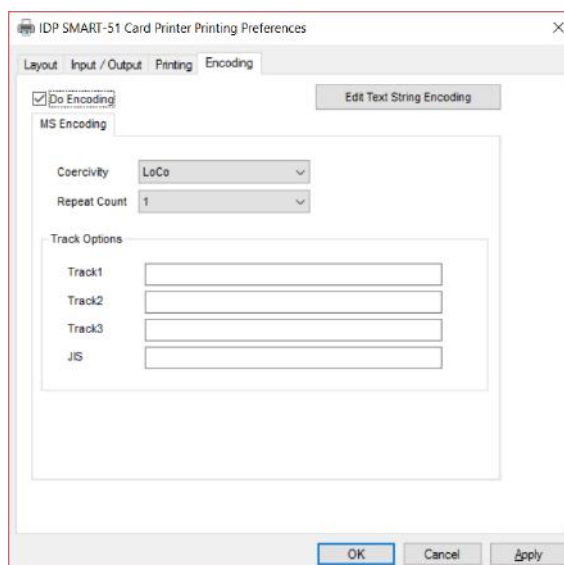 IDP SMART-51 Card Printer Printing Preferences
Layout Input / Output Printing Encoding
Do Encoding Edit Text String Encoding
MS Encoding
Coercivity LoCo
Repeat Count 1
Track Options
Track1
Track2
Track3
JIS
OK Cancel Apply